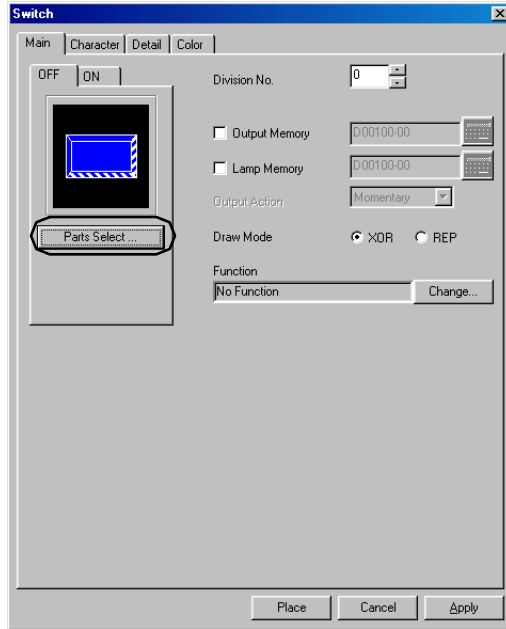 Switch
Main Character Detail Color
OFF ON
Division No. 0
Output Memory D00100-00
Lamp Memory D00100-00
Output Action Momentary
Parts Select ...
Draw Mode XOR REP
Function
No Function Change...
Place Cancel Apply